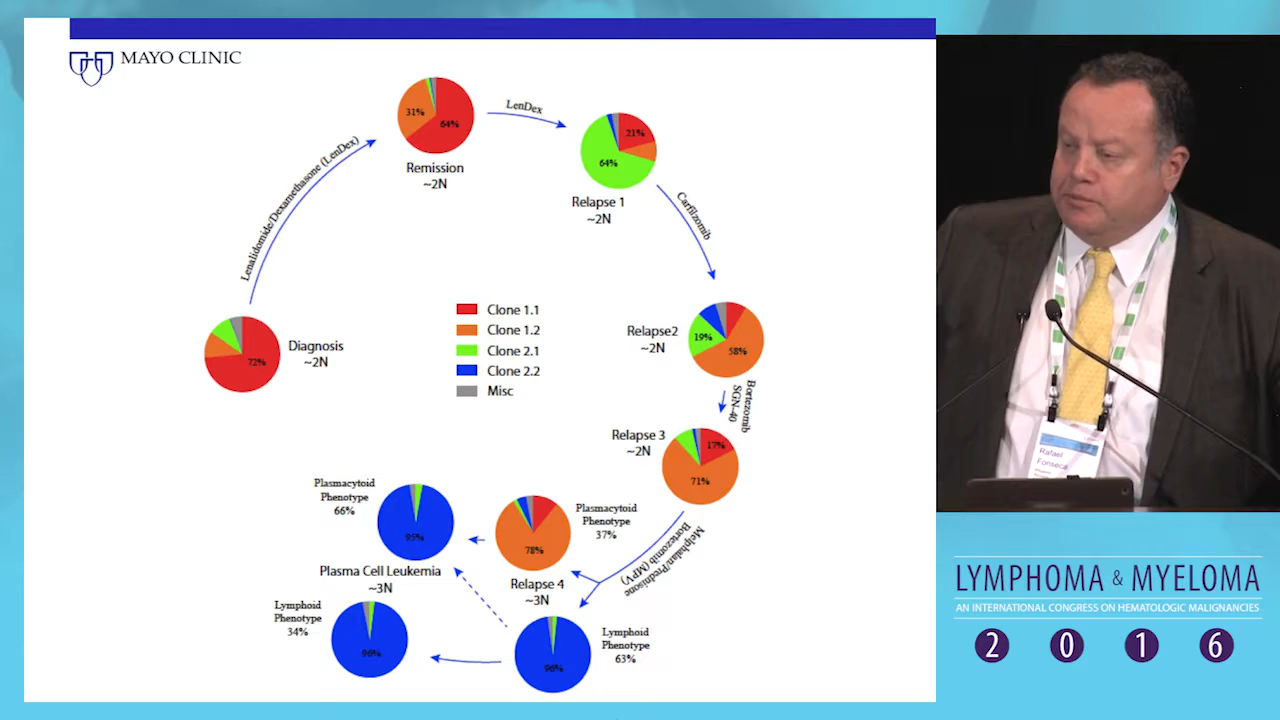 MAYO CLINIC
31%
64%
Remission
~2N
LenDex
21%
64%
Relapse 1
~2N
Lenalidomide/Dexamethasone (LenDex)
Carfilzomib
72%
Diagnosis
~2N
Clone 1.1
Clone 1.2
Clone 2.1
Clone 2.2
Misc
Relapse2
~2N
19%
58%
Bortezomib
SGN-40
Relapse 3
~2N
17%
71%
Melphalan/Prednisone
Bortezomib (MPV)
Plasmacytoid
Phenotype
66%
95%
Plasma Cell Leukemia
~3N
78%
Plasmacytoid
Phenotype
37%
Relapse 4
~3N
Lymphoid
Phenotype
34%
96%
96%
Lymphoid
Phenotype
63%
Rafael
Fonseca
LYMPHOMA & MYELOMA
AN INTERNATIONAL CONGRESS ON HEMATOLOGIC MALIGNANCIES
2 0 1 6